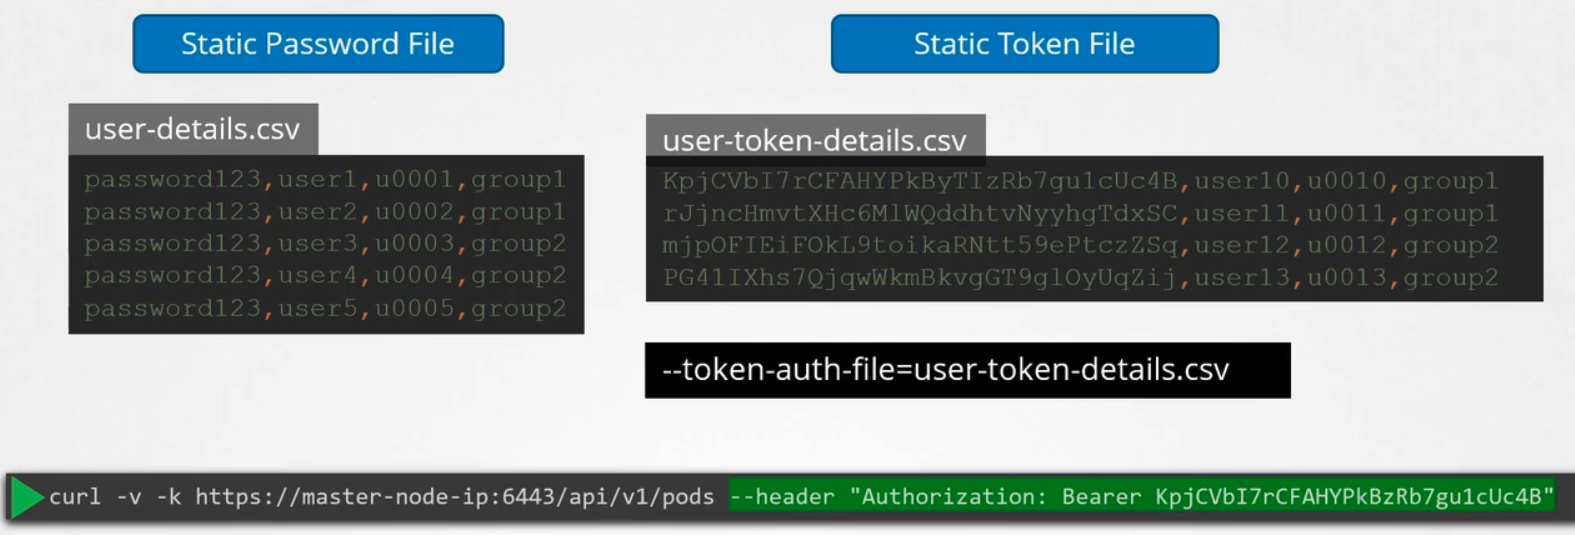 Static Password File
Static Token File
user-details.csv
password123,user1,u0001,group1
password123,user2,u0002,group1
password123,user3,u0003,group2
password123,user4,u0004,group2
password123,user5,u0005,group2
user-token-details.csv
KpjCVbI7rCFAHYPkByTIzRb7gu1cUc4B,user10,u0010,group1
rJjncHmvtXHc6MlWQddhtvNyyhgTdxSC,user11,u0011,group1
mjpOFIEiFOkL9toikaRNtt59ePtczZSq,user12,u0012,group2
PG41IXhs7QjqwWkmBkvgGT9glOyUqZij,user13,u0013,group2
--token-auth-file=user-token-details.csv
curl -v -k https://master-node-ip:6443/api/v1/pods --header "Authorization: Bearer KpjCVbI7rCFAHYPkBzRb7gu1cUc4B"